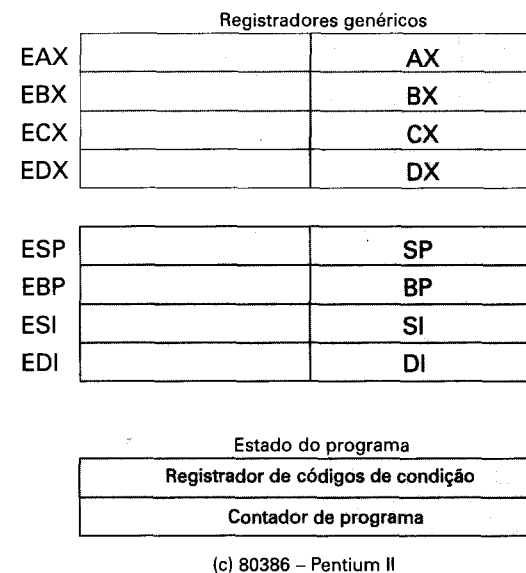 Registradores genéricos
EAX AX
EBX BX
ECX CX
EDX DX
ESP SP
EBP BP
ESI SI
EDI DI
Estado do programa
Registrador de códigos de condição
Contador de programa
(c) 80386 – Pentium II